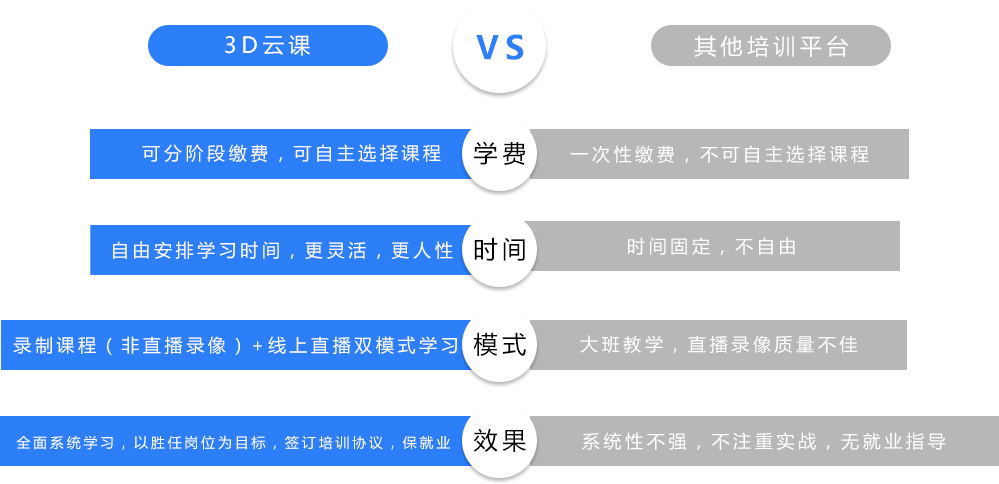 3D云课
VS
其他培训平台
可分阶段缴费，可自主选择课程
学费
一次性缴费，不可自主选择课程
自由安排学习时间，更灵活，更人性
时间
时间固定，不自由
录制课程（非直播录像）+线上直播双模式学习
模式
大班教学，直播录像质量不佳
全面系统学习，以胜任岗位为目标，签订培训协议，保就业
效果
系统性不强，不注重实战，无就业指导